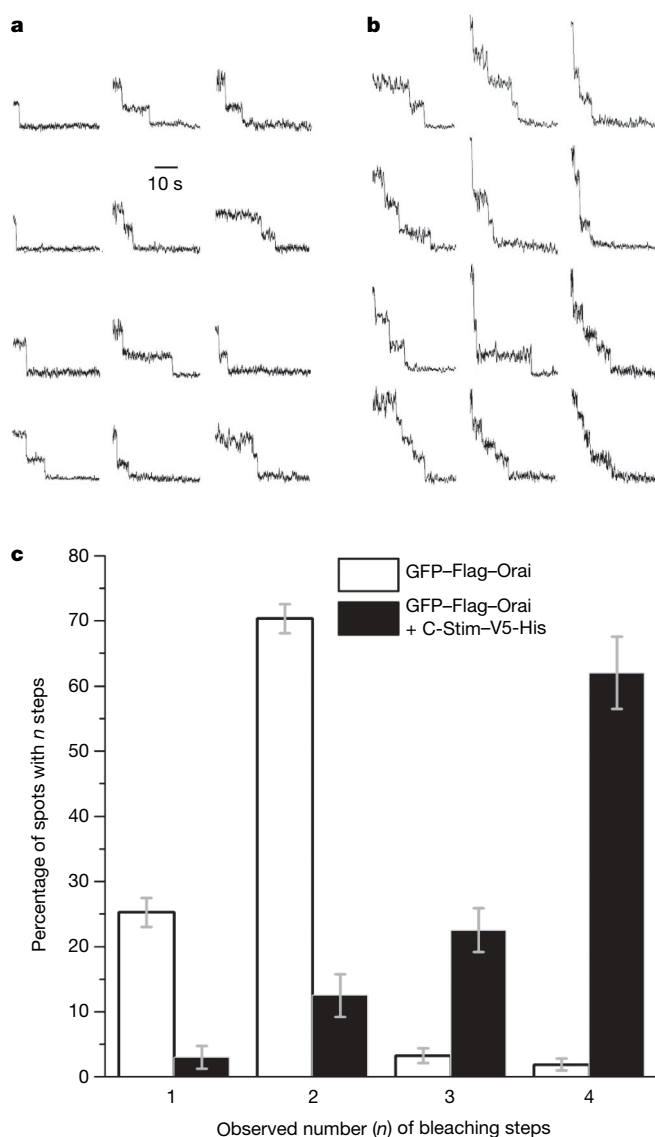 a
b
10 s
c
80
70
60
50
40
30
20
10
0
Percentage of spots with n steps
GFP–Flag–Orai
GFP–Flag–Orai
+ C-Stim–V5-His
1 2 3 4
Observed number (n) of bleaching steps